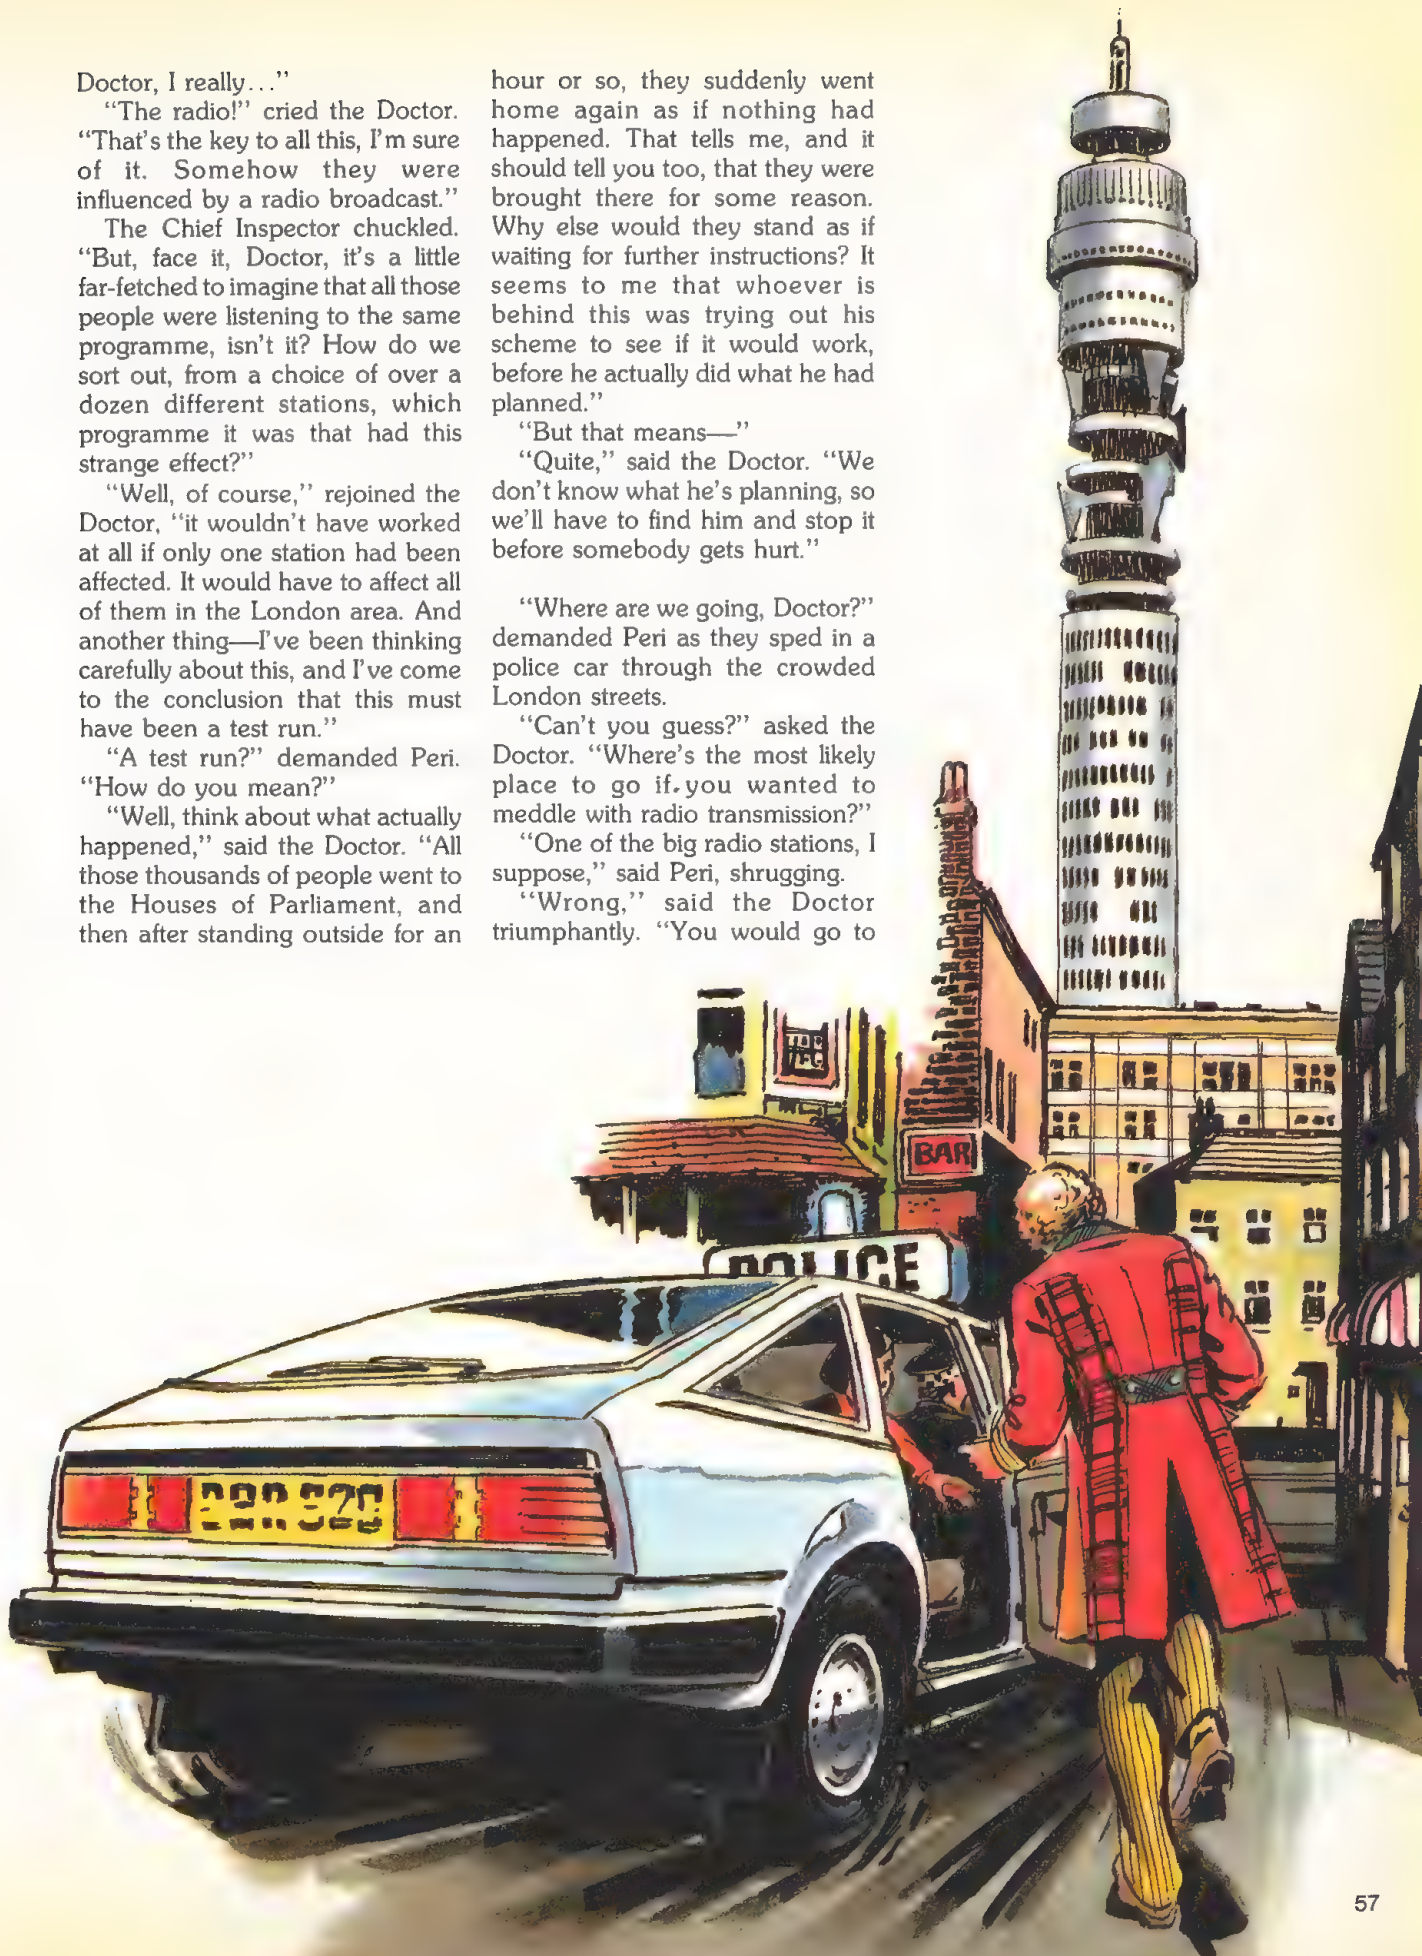 Doctor, I really...”
“The radio!” cried the Doctor.
“That’s the key to all this, I’m sure
of it. Somehow they were
influenced by a radio broadcast.”
The Chief Inspector chuckled.
“But, face it, Doctor, it’s a little
far-fetched to imagine that all those
people were listening to the same
programme, isn’t it? How do we
sort out, from a choice of over a
dozen different stations, which
programme it was that had this
strange effect?”
“Well, of course,” rejoined the
Doctor, “it wouldn’t have worked
at all if only one station had been
affected. It would have to affect all
of them in the London area. And
another thing—I’ve been thinking
carefully about this, and I’ve come
to the conclusion that this must
have been a test run.”
“A test run?” demanded Peri.
“How do you mean?”
“Well, think about what actually
happened,” said the Doctor. “All
those thousands of people went to
the Houses of Parliament, and
then after standing outside for an
hour or so, they suddenly went
home again as if nothing had
happened. That tells me, and it
should tell you too, that they were
brought there for some reason.
Why else would they stand as if
waiting for further instructions? It
seems to me that whoever is
behind this was trying out his
scheme to see if it would work,
before he actually did what he had
planned.”
“But that means—”
“Quite,” said the Doctor. “We
don’t know what he’s planning, so
we’ll have to find him and stop it
before somebody gets hurt.”
“Where are we going, Doctor?”
demanded Peri as they sped in a
police car through the crowded
London streets.
“Can’t you guess?” asked the
Doctor. “Where’s the most likely
place to go if you wanted to
meddle with radio transmission?”
“One of the big radio stations, I
suppose,” said Peri, shrugging.
“Wrong,” said the Doctor
triumphantly. “You would go to
BAR
POLICE
57